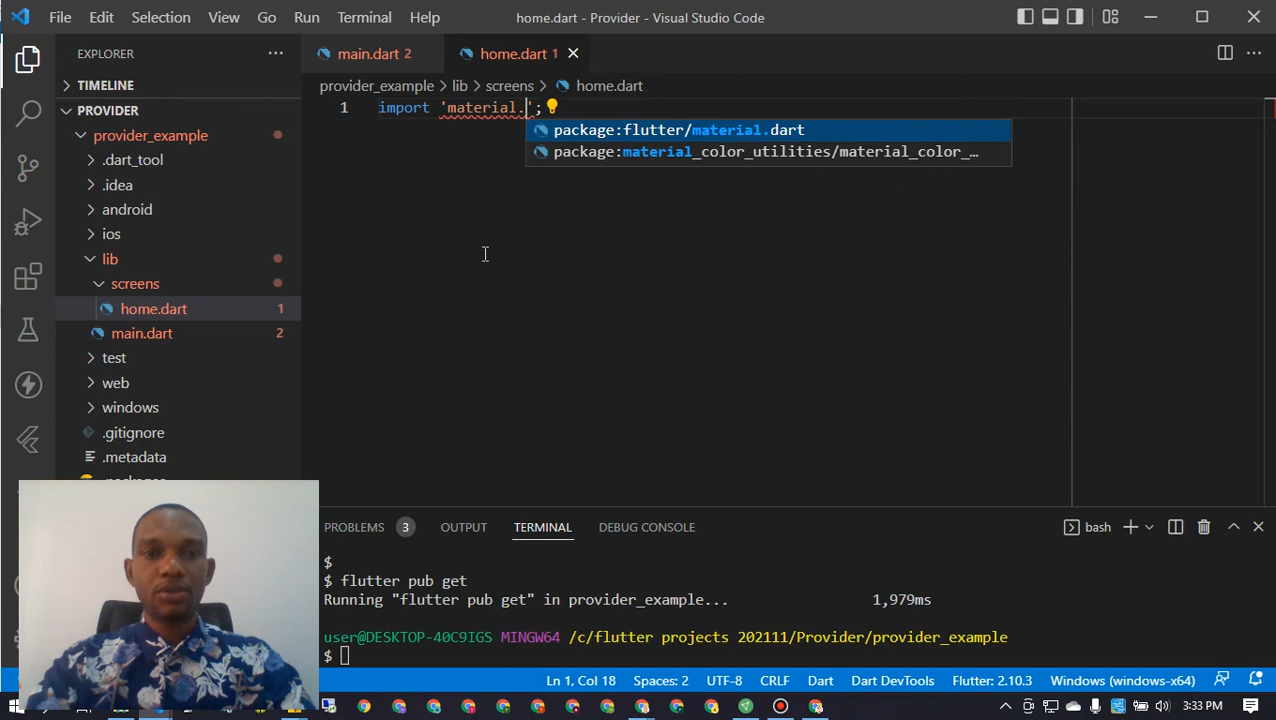 File Edit Selection View Go Run Terminal Help home.dart - Provider - Visual Studio Code
EXPLORER
main.dart 2 home.dart 1
TIMELINE
provider_example lib screens home.dart
PROVIDER
1 import 'material.';
package:flutter/material.dart
package:material_color_utilities/material_color_…
provider_example
.dart_tool
.idea
android
ios
lib
screens
home.dart 1
main.dart 2
test
web
windows
.gitignore
.metadata
PROBLEMS 3 OUTPUT TERMINAL DEBUG CONSOLE bash
$
$ flutter pub get
Running "flutter pub get" in provider_example... 1,979ms
user@DESKTOP-40C9IGS MINGW64 /c/flutter projects 202111/Provider/provider_example
$
Ln 1, Col 18 Spaces: 2 UTF-8 CRLF Dart Dart DevTools Flutter: 2.10.3 Windows (windows-x64)
3:33 PM